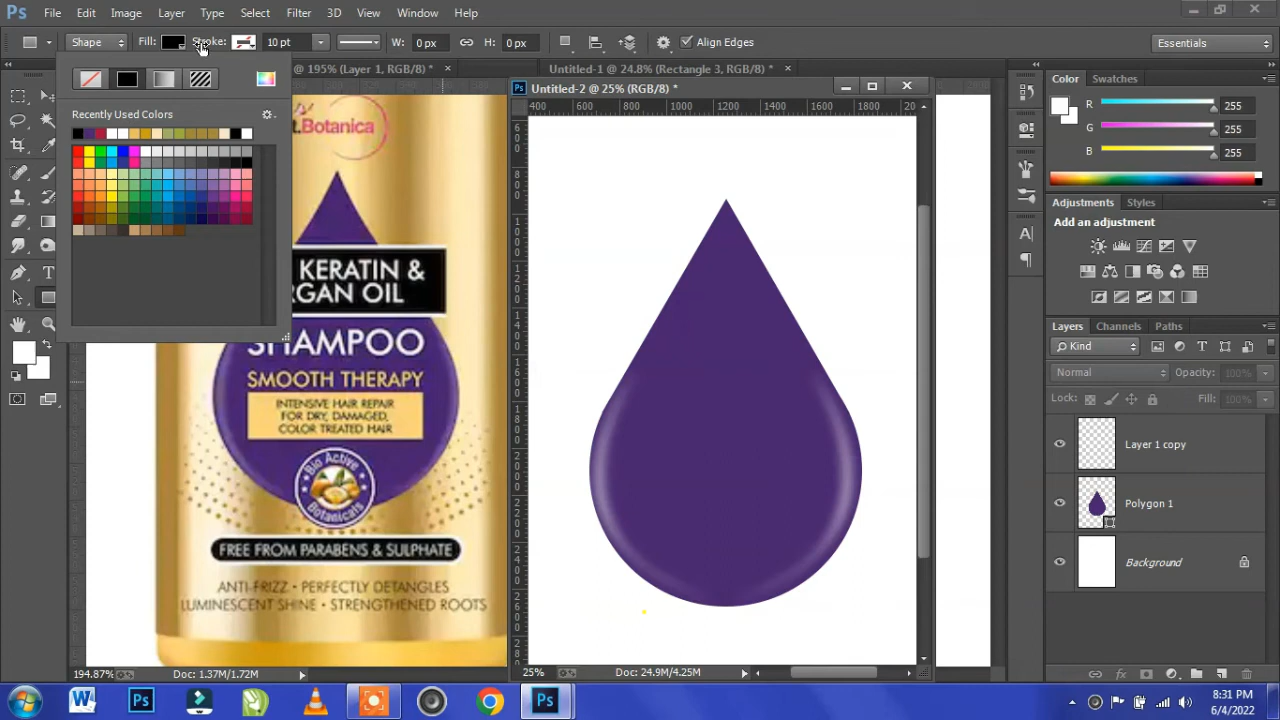 Ps File Edit Image Layer Type Select Filter 3D View Window Help
Shape Fill: Stroke: 10 pt W: 0 px H: 0 px Align Edges Essentials
@ 195% (Layer 1, RGB/8) * × Untitled-1 @ 24.8% (Rectangle 3, RGB/8) * ×
Untitled-2 @ 25% (RGB/8) *
400 600 800 1000 1200 1400 1600 1800 20
Recently Used Colors
t.Botanica
KERATIN &
RGAN OIL
SHAMPOO
SMOOTH THERAPY
INTENSIVE HAIR REPAIR
FOR DRY, DAMAGED,
COLOR TREATED HAIR
Bio Active
Botanicals
FREE FROM PARABENS & SULPHATE
ANTI-FRIZZ • PERFECTLY DETANGLES
LUMINESCENT SHINE • STRENGTHENED ROOTS
Color Swatches
R 255
G 255
B 255
Adjustments Styles
Add an adjustment
Layers Channels Paths
Kind
Normal Opacity: 100%
Lock: Fill: 100%
Layer 1 copy
Polygon 1
Background
194.87% Doc: 1.37M/1.72M
25% Doc: 24.9M/4.25M
8:31 PM
6/4/2022